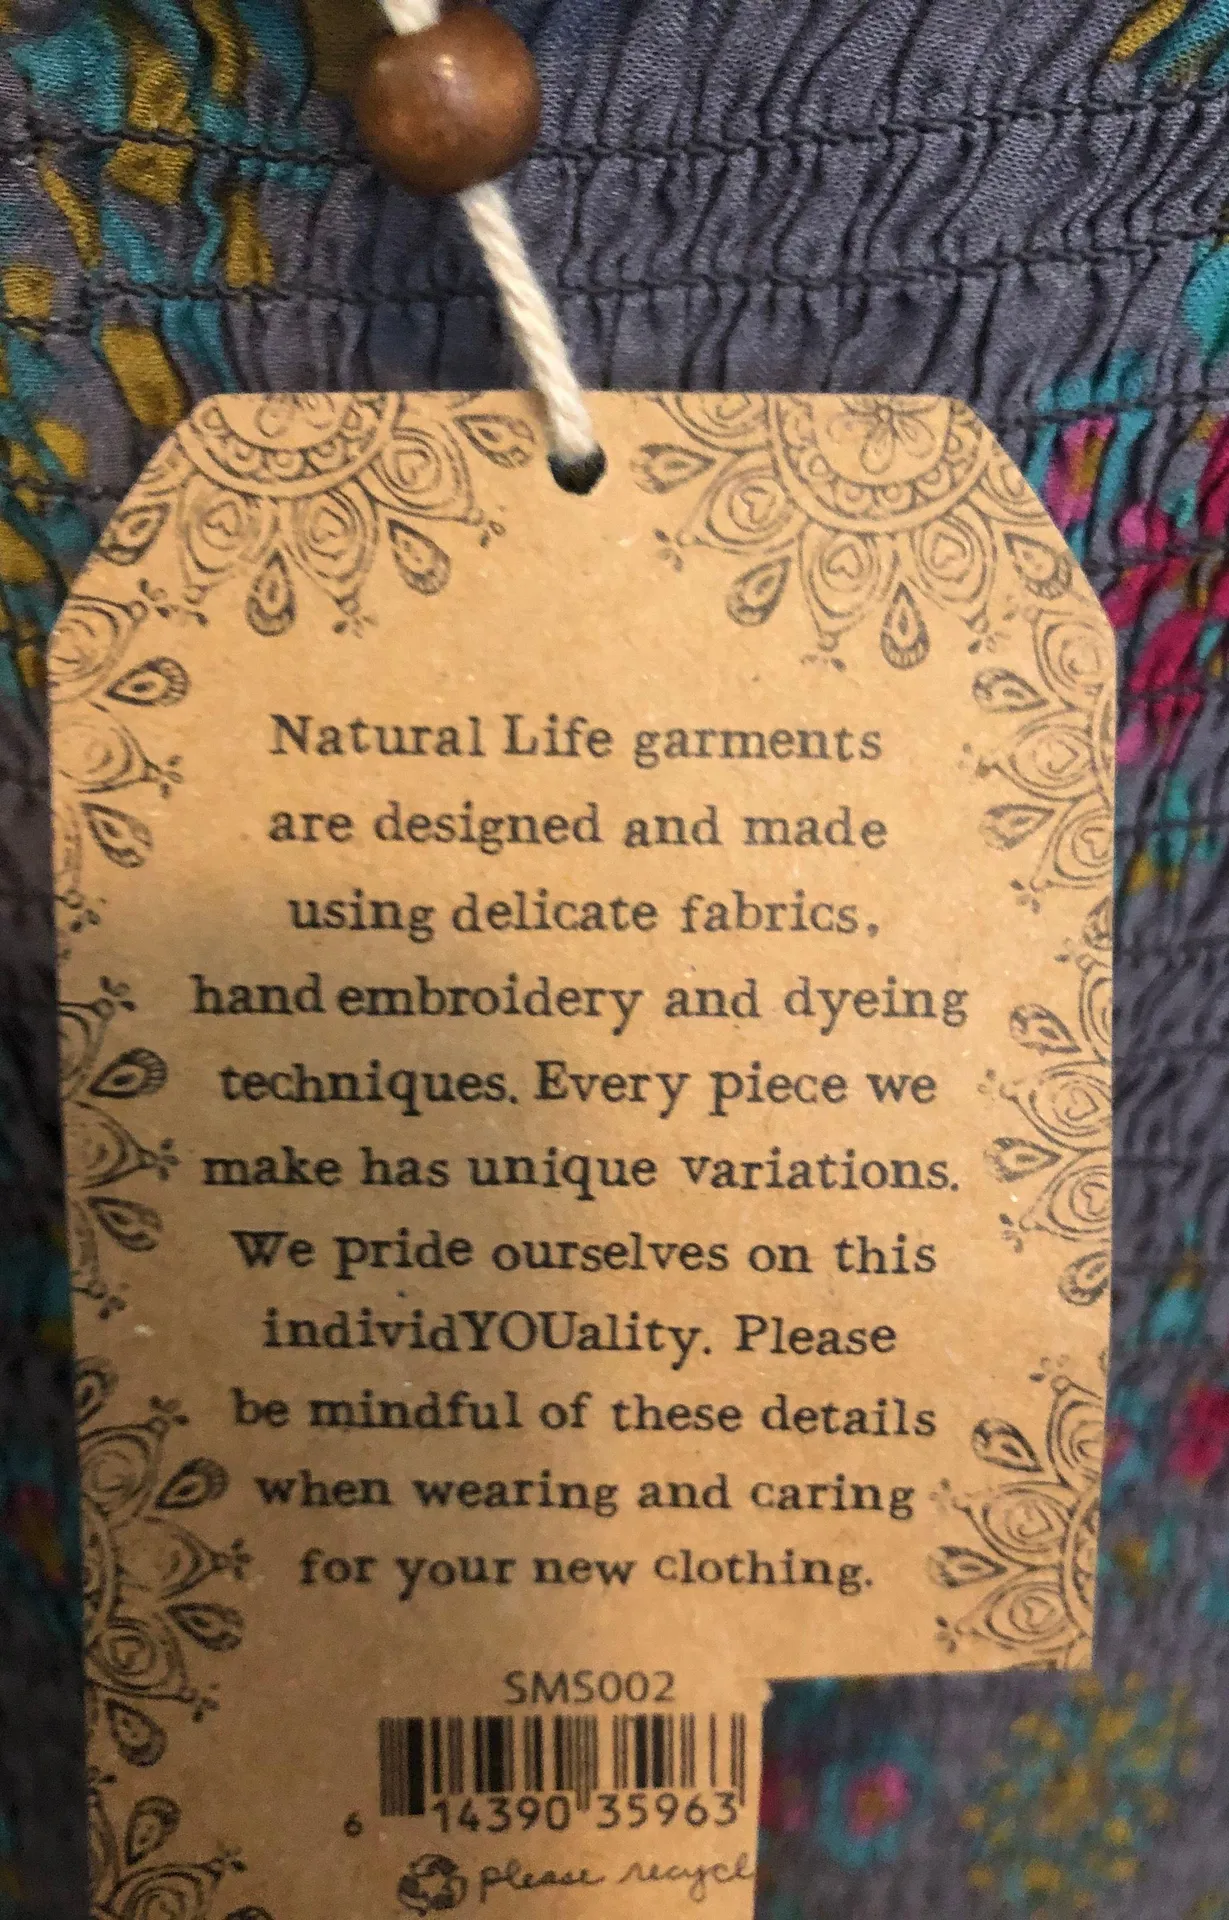 Natural Life garments
are designed and made
using delicate fabrics,
hand embroidery and dyeing
techniques. Every piece we
make has unique variations.
We pride ourselves on this
individYOUality. Please
be mindful of these details
when wearing and caring
for your new clothing.
SMS002
6 14390 35963
please recycl